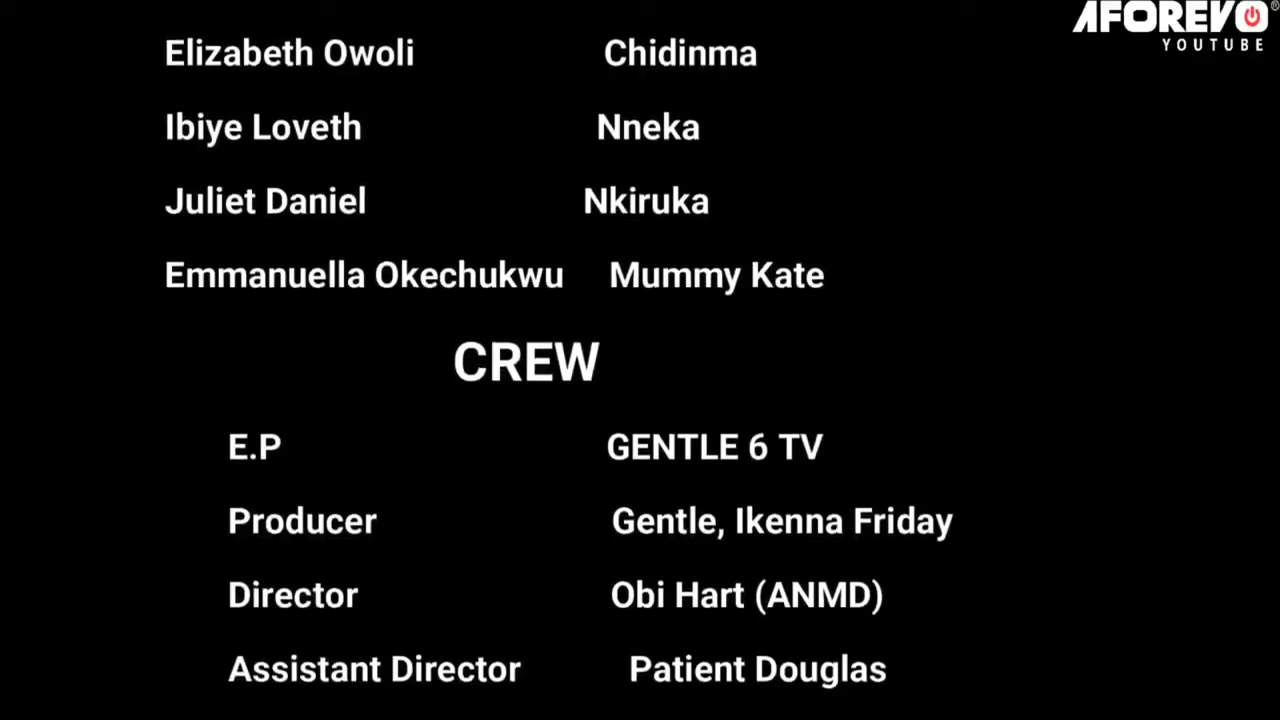 AFOREVO®
YOUTUBE
Elizabeth Owoli Chidinma
Ibiye Loveth Nneka
Juliet Daniel Nkiruka
Emmanuella Okechukwu Mummy Kate
CREW
E.P GENTLE 6 TV
Producer Gentle, Ikenna Friday
Director Obi Hart (ANMD)
Assistant Director Patient Douglas